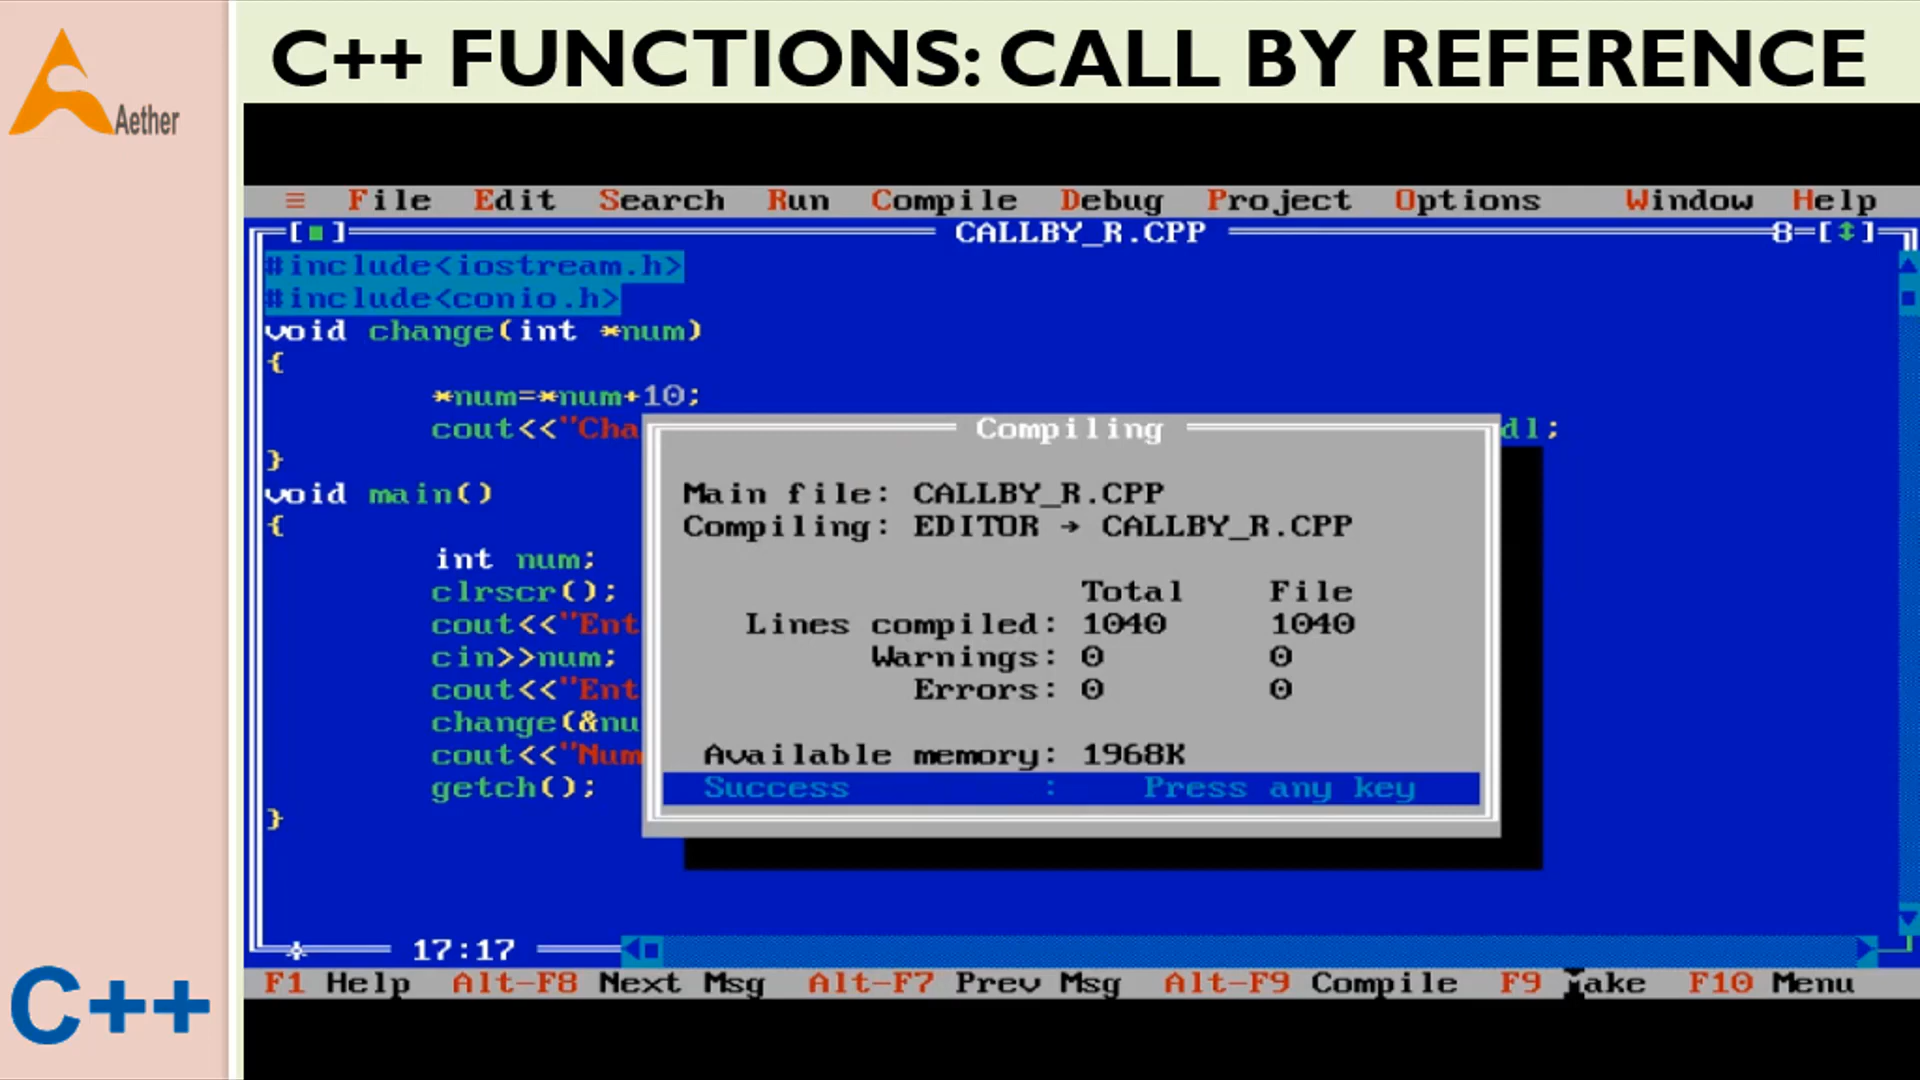 C++ FUNCTIONS: CALL BY REFERENCE
Aether
≡ File Edit Search Run Compile Debug Project Options Window Help
[■] CALLBY_R.CPP 8=[↕]
#include<iostream.h>
#include<conio.h>
void change(int *num)
{
*num=*num+10;
cout<<"Cha dl;
}
void main()
{
int num;
clrscr();
cout<<"Ent
cin>>num;
cout<<"Ent
change(&nu
cout<<"Num
getch();
}
Compiling
Main file: CALLBY_R.CPP
Compiling: EDITOR → CALLBY_R.CPP
Total File
Lines compiled: 1040 1040
Warnings: 0 0
Errors: 0 0
Available memory: 1968K
Success : Press any key
17:17
F1 Help Alt-F8 Next Msg Alt-F7 Prev Msg Alt-F9 Compile F9 Make F10 Menu
C++